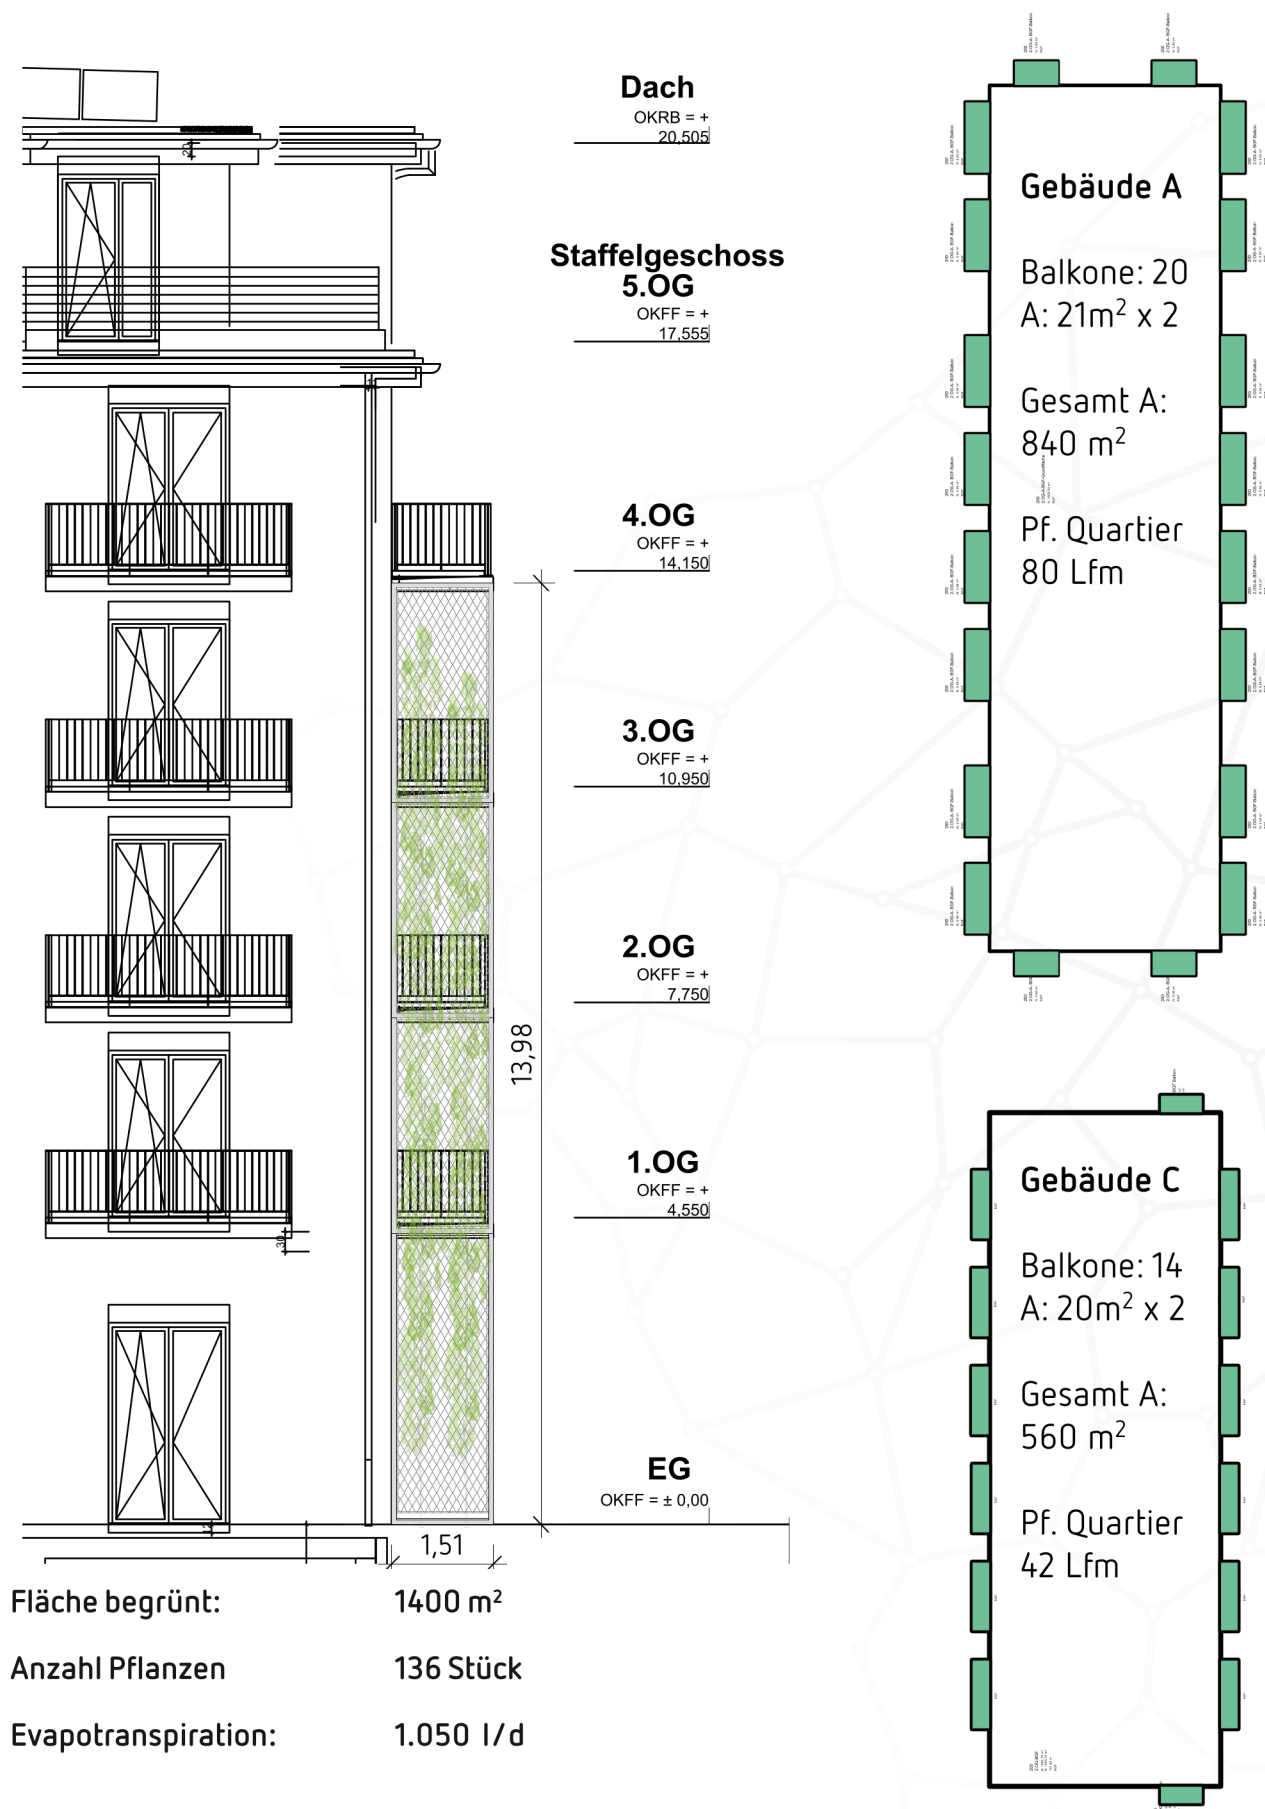 Dach
OKRB = +
20,505
Staffelgeschoss
5.OG
OKFF = +
17,555
4.OG
OKFF = +
14,150
3.OG
OKFF = +
10,950
2.OG
OKFF = +
7,750
1.OG
OKFF = +
4,550
EG
OKFF = ± 0,00
20
30
12
13,98
1,51
Fläche begrünt: 1400 m²
Anzahl Pflanzen 136 Stück
Evapotranspiration: 1.050 l/d
Gebäude A
Balkone: 20
A: 21m² x 2
Gesamt A:
840 m²
Pf. Quartier
80 Lfm
Gebäude C
Balkone: 14
A: 20m² x 2
Gesamt A:
560 m²
Pf. Quartier
42 Lfm